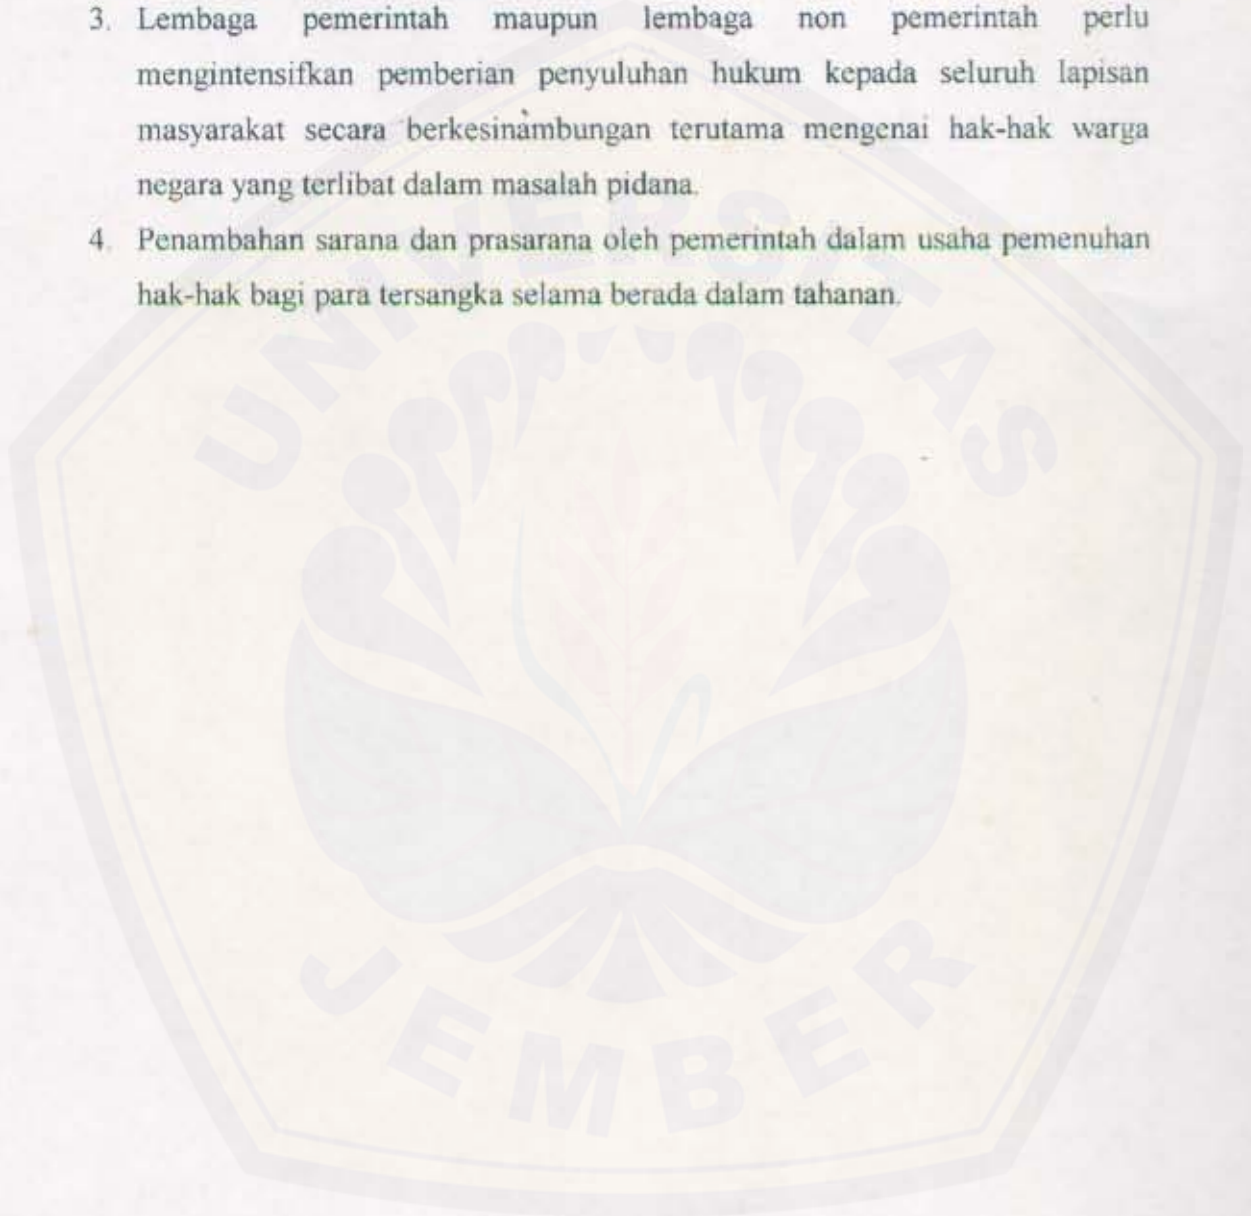 3. Lembaga pemerintah maupun lembaga non pemerintah perlu
mengintensifkan pemberian penyuluhan hukum kepada seluruh lapisan
masyarakat secara berkesinambungan terutama mengenai hak-hak warga
negara yang terlibat dalam masalah pidana.
4. Penambahan sarana dan prasarana oleh pemerintah dalam usaha pemenuhan
hak-hak bagi para tersangka selama berada dalam tahanan.
UNIVERSITAS
JEMBER